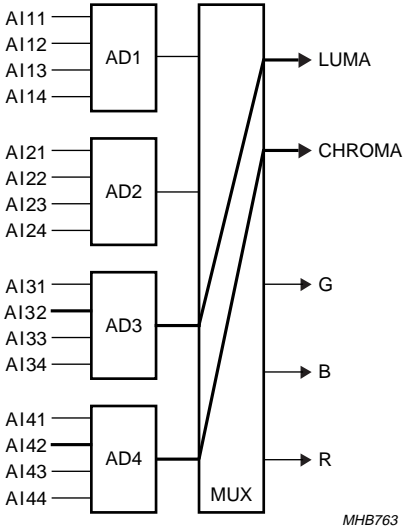 AI11
AI12
AI13
AI14
AD1
LUMA
CHROMA
AI21
AI22
AI23
AI24
AD2
AI31
AI32
AI33
AI34
AD3
G
B
AI41
AI42
AI43
AI44
AD4
R
MUX
MHB763